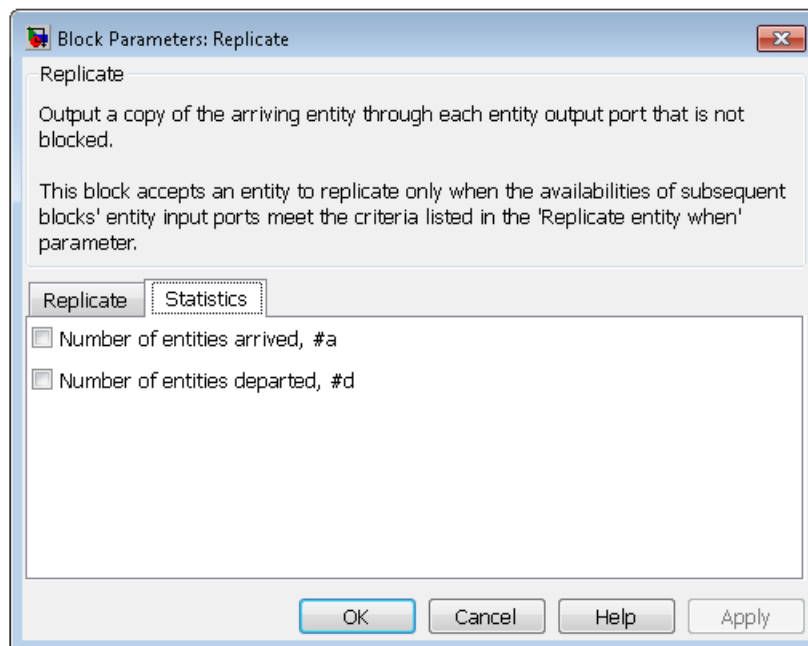 Block Parameters: Replicate
Replicate
Output a copy of the arriving entity through each entity output port that is not
blocked.
This block accepts an entity to replicate only when the availabilities of subsequent
blocks' entity input ports meet the criteria listed in the 'Replicate entity when'
parameter.
Replicate Statistics
Number of entities arrived, #a
Number of entities departed, #d
OK Cancel Help Apply